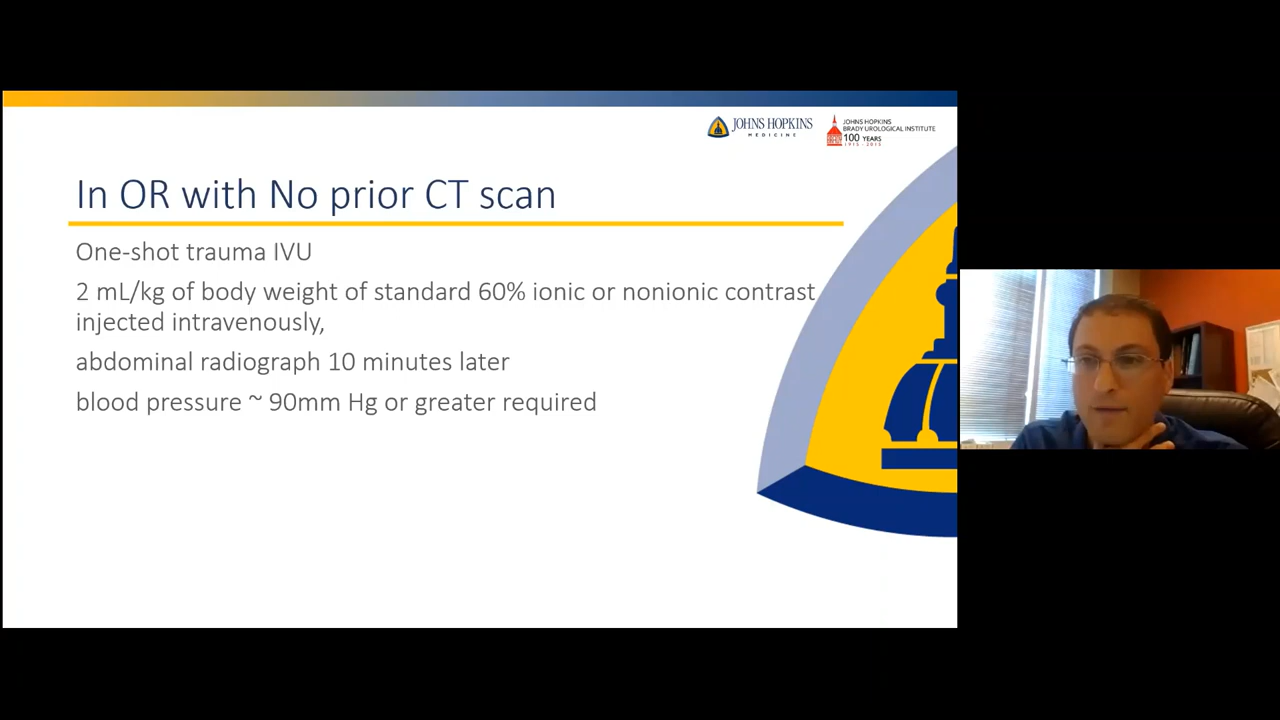 JOHNS HOPKINS
MEDICINE
JOHNS HOPKINS
BRADY UROLOGICAL INSTITUTE
100 YEARS
1915 - 2015
In OR with No prior CT scan
One-shot trauma IVU
2 mL/kg of body weight of standard 60% ionic or nonionic contrast
injected intravenously,
abdominal radiograph 10 minutes later
blood pressure ~ 90mm Hg or greater required